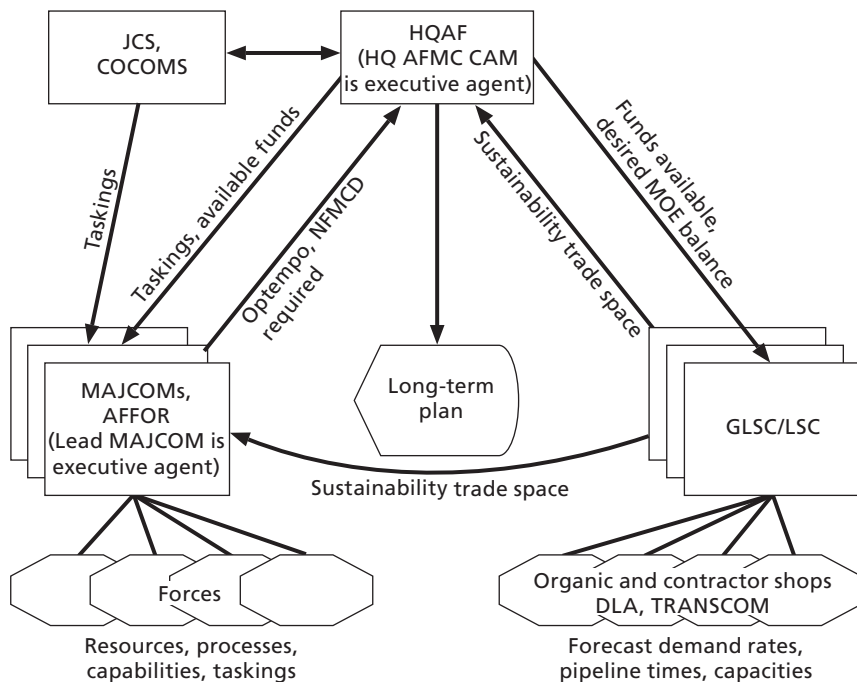 JCS,
COCOMS
HQAF
(HQ AFMC CAM
is executive agent)
Taskings
Taskings, available funds
Optempo, NFMCD
required
Sustainability trade space
Funds available,
desired MOE balance
MAJCOMs,
AFFOR
(Lead MAJCOM is
executive agent)
Long-term
plan
GLSC/LSC
Sustainability trade space
Forces
Organic and contractor shops
DLA, TRANSCOM
Resources, processes,
capabilities, taskings
Forecast demand rates,
pipeline times, capacities